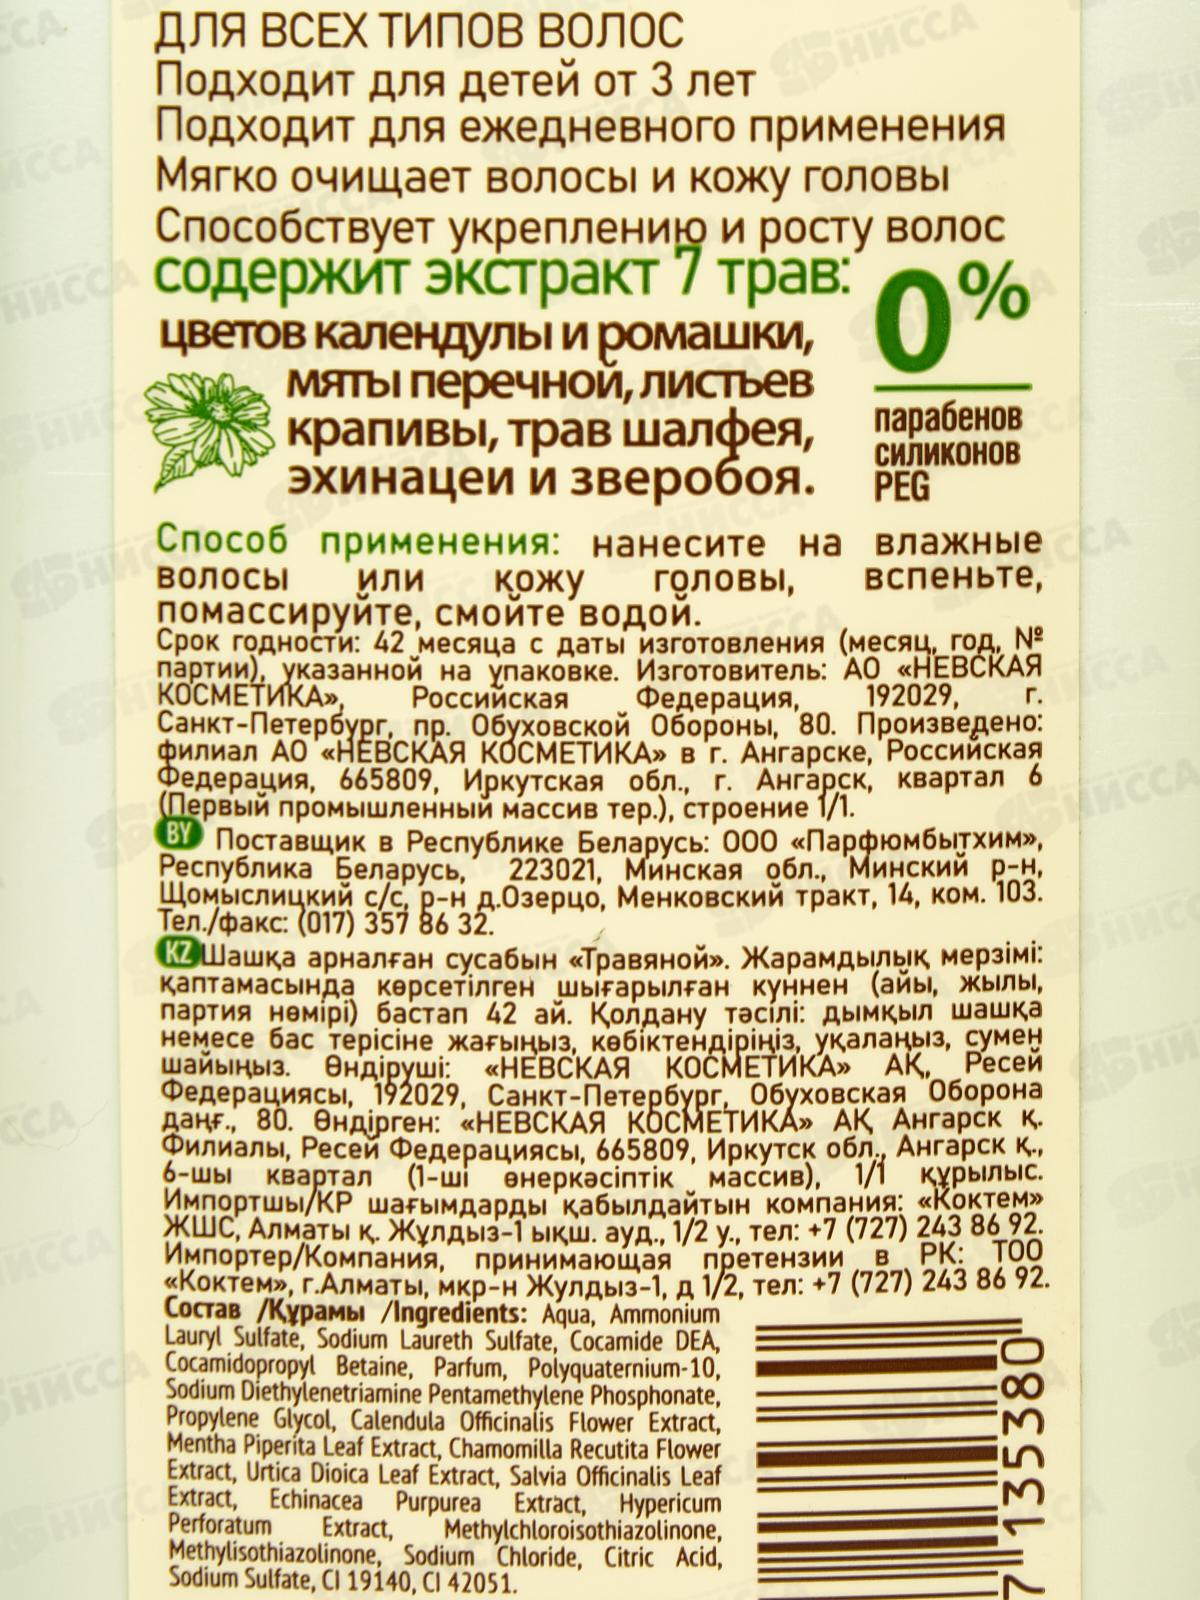 ДЛЯ ВСЕХ ТИПОВ ВОЛОС
Подходит для детей от 3 лет
Подходит для ежедневного применения
Мягко очищает волосы и кожу головы
Способствует укреплению и росту волос
содержит экстракт 7 трав:
цветов календулы и ромашки,
мяты перечной, листьев
крапивы, трав шалфея,
эхинацеи и зверобоя.
0%
парабенов
силиконов
PEG
Способ применения: нанесите на влажные
волосы или кожу головы, вспеньте,
помассируйте, смойте водой.
Срок годности: 42 месяца с даты изготовления (месяц, год, №
партии), указанной на упаковке. Изготовитель: АО «НЕВСКАЯ
КОСМЕТИКА», Российская Федерация, 192029, г.
Санкт-Петербург, пр. Обуховской Обороны, 80. Произведено:
филиал АО «НЕВСКАЯ КОСМЕТИКА» в г. Ангарске, Российская
Федерация, 665809, Иркутская обл., г. Ангарск, квартал 6
(Первый промышленный массив тер.), строение 1/1.
BY Поставщик в Республике Беларусь: ООО «Парфюмбытхим»,
Республика Беларусь, 223021, Минская обл., Минский р-н,
Щомыслицкий с/с, р-н д.Озерцо, Менковский тракт, 14, ком. 103.
Тел./факс: (017) 357 86 32.
KZ Шашқа арналған сусабын «Травяной». Жарамдылық мерзімі:
қаптамасында көрсетілген шығарылған күннен (айы, жылы,
партия нөмірі) бастап 42 ай. Қолдану тәсілі: дымқыл шашқа
немесе бас терісіне жағыңыз, көбіктендіріңіз, уқалаңыз, сумен
шайыңыз. Өндіруші: «НЕВСКАЯ КОСМЕТИКА» АҚ, Ресей
Федерациясы, 192029, Санкт-Петербург, Обуховская Оборона
даңғ., 80. Өндірген: «НЕВСКАЯ КОСМЕТИКА» АҚ Ангарск қ.
Филиалы, Ресей Федерациясы, 665809, Иркутск обл., Ангарск қ.,
6-шы квартал (1-ші өнеркәсіптік массив), 1/1 құрылыс.
Импортшы/ҚР шағымдарды қабылдайтын компания: «Коктем»
ЖШС, Алматы қ. Жұлдыз-1 ықш. ауд., 1/2 у., тел: +7 (727) 243 86 92.
Импортер/Компания, принимающая претензии в РК: ТОО
«Коктем», г.Алматы, мкр-н Жулдыз-1, д 1/2, тел: +7 (727) 243 86 92.
Состав /Құрамы /Ingredients: Aqua, Ammonium
Lauryl Sulfate, Sodium Laureth Sulfate, Cocamide DEA,
Cocamidopropyl Betaine, Parfum, Polyquaternium-10,
Sodium Diethylenetriamine Pentamethylene Phosphonate,
Propylene Glycol, Calendula Officinalis Flower Extract,
Mentha Piperita Leaf Extract, Chamomilla Recutita Flower
Extract, Urtica Dioica Leaf Extract, Salvia Officinalis Leaf
Extract, Echinacea Purpurea Extract, Hypericum
Perforatum Extract, Methylchloroisothiazolinone,
Methylisothiazolinone, Sodium Chloride, Citric Acid,
Sodium Sulfate, CI 19140, CI 42051.
7135380